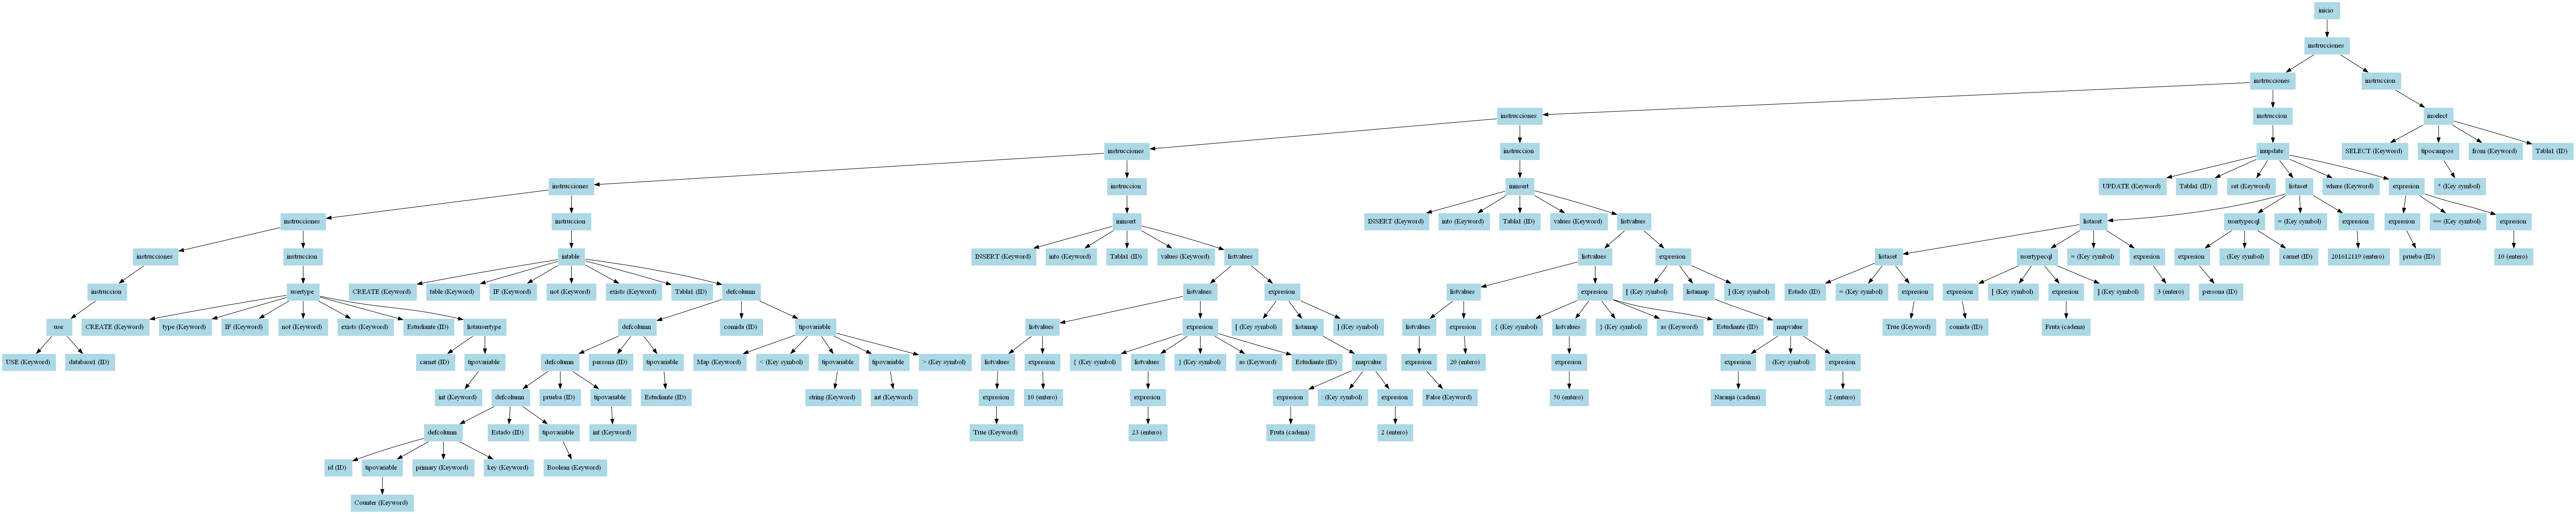 inicio
instrucciones
instrucciones instruccion
instrucciones instruccion inselect
instrucciones instruccion inupdate SELECT (Keyword) tipocampos from (Keyword) Tabla1 (ID)
instrucciones instruccion ininsert UPDATE (Keyword) Tabla1 (ID) set (Keyword) listaset where (Keyword) expresion * (Key symbol)
instrucciones instruccion ininsert INSERT (Keyword) into (Keyword) Tabla1 (ID) values (Keyword) listvalues listaset usertypecql = (Key symbol) expresion expresion == (Key symbol) expresion
instrucciones instruccion intable INSERT (Keyword) into (Keyword) Tabla1 (ID) values (Keyword) listvalues listvalues expresion listaset usertypecql = (Key symbol) expresion expresion . (Key symbol) carnet (ID) 201612119 (entero) prueba (ID) 10 (entero)
instruccion usertype CREATE (Keyword) table (Keyword) IF (Keyword) not (Keyword) exists (Keyword) Tabla1 (ID) defcolumn listvalues expresion listvalues expresion [ (Key symbol) listamap ] (Key symbol) Estado (ID) = (Key symbol) expresion expresion [ (Key symbol) expresion ] (Key symbol) 3 (entero) persona (ID)
use CREATE (Keyword) type (Keyword) IF (Keyword) not (Keyword) exists (Keyword) Estudiante (ID) listausertype defcolumn comida (ID) tipovariable listvalues expresion [ (Key symbol) listamap ] (Key symbol) listvalues expresion { (Key symbol) listvalues } (Key symbol) as (Keyword) Estudiante (ID) mapvalue True (Keyword) comida (ID) Fruta (cadena)
USE (Keyword) database1 (ID) carnet (ID) tipovariable defcolumn persona (ID) tipovariable Map (Keyword) < (Key symbol) tipovariable tipovariable > (Key symbol) listvalues expresion { (Key symbol) listvalues } (Key symbol) as (Keyword) Estudiante (ID) mapvalue expresion 20 (entero) expresion expresion : (Key symbol) expresion
int (Keyword) defcolumn prueba (ID) tipovariable Estudiante (ID) string (Keyword) int (Keyword) expresion 10 (entero) expresion expresion : (Key symbol) expresion False (Keyword) 50 (entero) Naranja (cadena) 2 (entero)
defcolumn Estado (ID) tipovariable int (Keyword) True (Keyword) 23 (entero) Fruta (cadena) 2 (entero)
id (ID) tipovariable primary (Keyword) key (Keyword) Boolean (Keyword)
Counter (Keyword)